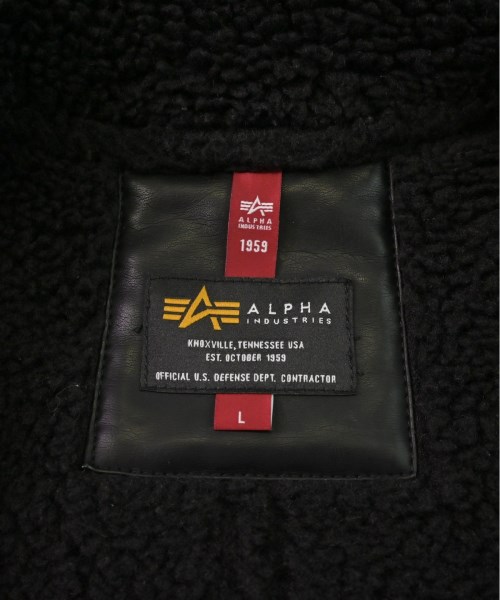 ALPHA
INDUSTRIES
1959
ALPHA
INDUSTRIES
KNOXVILLE, TENNESSEE USA
EST. OCTOBER 1959
OFFICIAL U.S. DEFENSE DEPT. CONTRACTOR
L